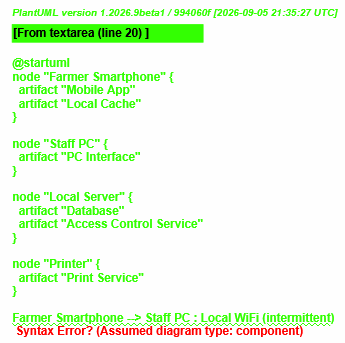 PlantUML version 1.2026.9beta1 / 994060f [2026-09-05 21:35:27 UTC]
[From textarea (line 20) ]
@startuml
node "Farmer Smartphone" {
artifact "Mobile App"
artifact "Local Cache"
}
node "Staff PC" {
artifact "PC Interface"
}
node "Local Server" {
artifact "Database"
artifact "Access Control Service"
}
node "Printer" {
artifact "Print Service"
}
Farmer Smartphone --> Staff PC : Local WiFi (intermittent)
Syntax Error? (Assumed diagram type: component)